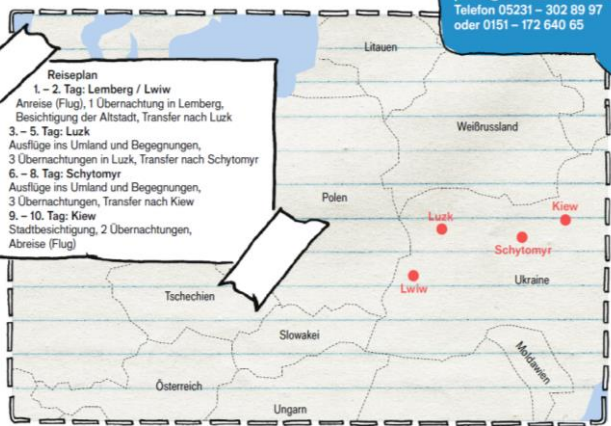 Telefon 05231 – 302 89 97
oder 0151 – 172 640 65
Reiseplan
1. – 2. Tag: Lemberg / Lwiw
Anreise (Flug), 1 Übernachtung in Lemberg,
Besichtigung der Altstadt, Transfer nach Luzk
3. – 5. Tag: Luzk
Ausflüge ins Umland und Begegnungen,
3 Übernachtungen in Luzk, Transfer nach Schytomyr
6. – 8. Tag: Schytomyr
Ausflüge ins Umland und Begegnungen,
3 Übernachtungen, Transfer nach Kiew
9. – 10. Tag: Kiew
Stadtbesichtigung, 2 Übernachtungen,
Abreise (Flug)
Litauen
Weißrussland
Polen
Luzk
Kiew
Schytomyr
Lwiw
Ukraine
Tschechien
Slowakei
Moldawien
Österreich
Ungarn